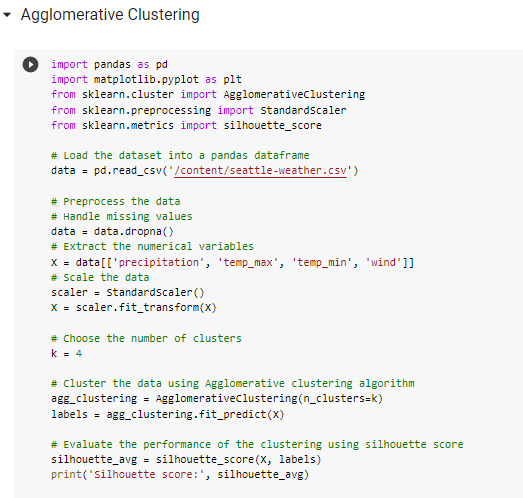 Agglomerative Clustering
import pandas as pd
import matplotlib.pyplot as plt
from sklearn.cluster import AgglomerativeClustering
from sklearn.preprocessing import StandardScaler
from sklearn.metrics import silhouette_score
# Load the dataset into a pandas dataframe
data = pd.read_csv('/content/seattle-weather.csv')
# Preprocess the data
# Handle missing values
data = data.dropna()
# Extract the numerical variables
X = data[['precipitation', 'temp_max', 'temp_min', 'wind']]
# Scale the data
scaler = StandardScaler()
X = scaler.fit_transform(X)
# Choose the number of clusters
k = 4
# Cluster the data using Agglomerative clustering algorithm
agg_clustering = AgglomerativeClustering(n_clusters=k)
labels = agg_clustering.fit_predict(X)
# Evaluate the performance of the clustering using silhouette score
silhouette_avg = silhouette_score(X, labels)
print('Silhouette score:', silhouette_avg)